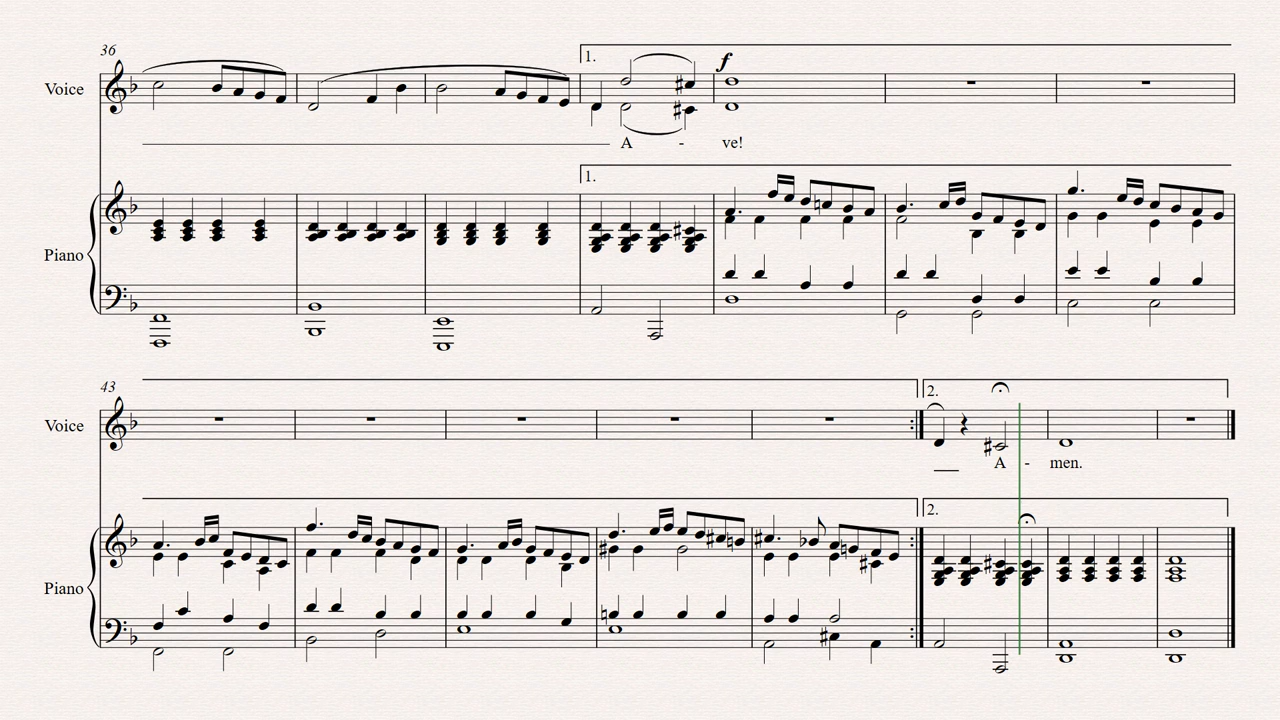 36
1.
f
Voice
A - ve!
1.
Piano
43
2.
Voice
A - men.
2.
Piano